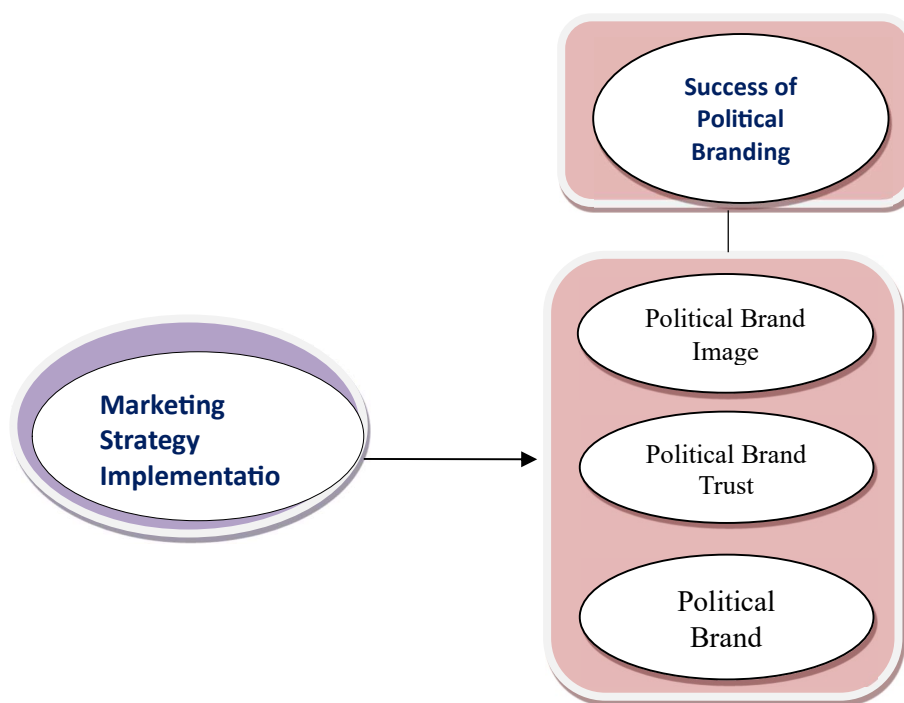 Success of
Political
Branding
Political Brand
Image
Marketing
Strategy
Implementatio
Political Brand
Trust
Political
Brand